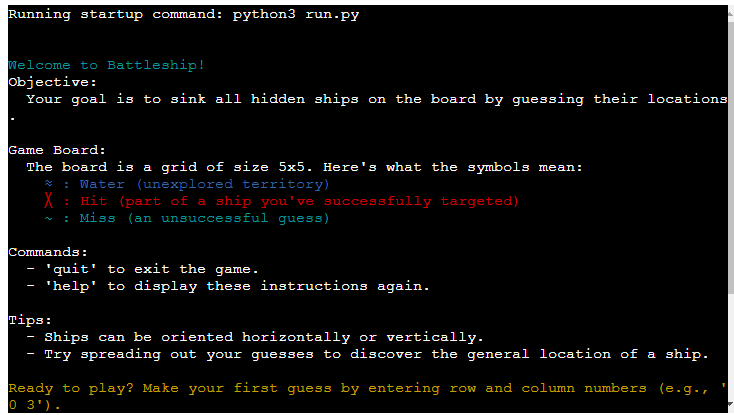 Running startup command: python3 run.py
Welcome to Battleship!
Objective:
Your goal is to sink all hidden ships on the board by guessing their locations
.
Game Board:
The board is a grid of size 5x5. Here's what the symbols mean:
≈ : Water (unexplored territory)
╳ : Hit (part of a ship you've successfully targeted)
~ : Miss (an unsuccessful guess)
Commands:
- 'quit' to exit the game.
- 'help' to display these instructions again.
Tips:
- Ships can be oriented horizontally or vertically.
- Try spreading out your guesses to discover the general location of a ship.
Ready to play? Make your first guess by entering row and column numbers (e.g., '
0 3').